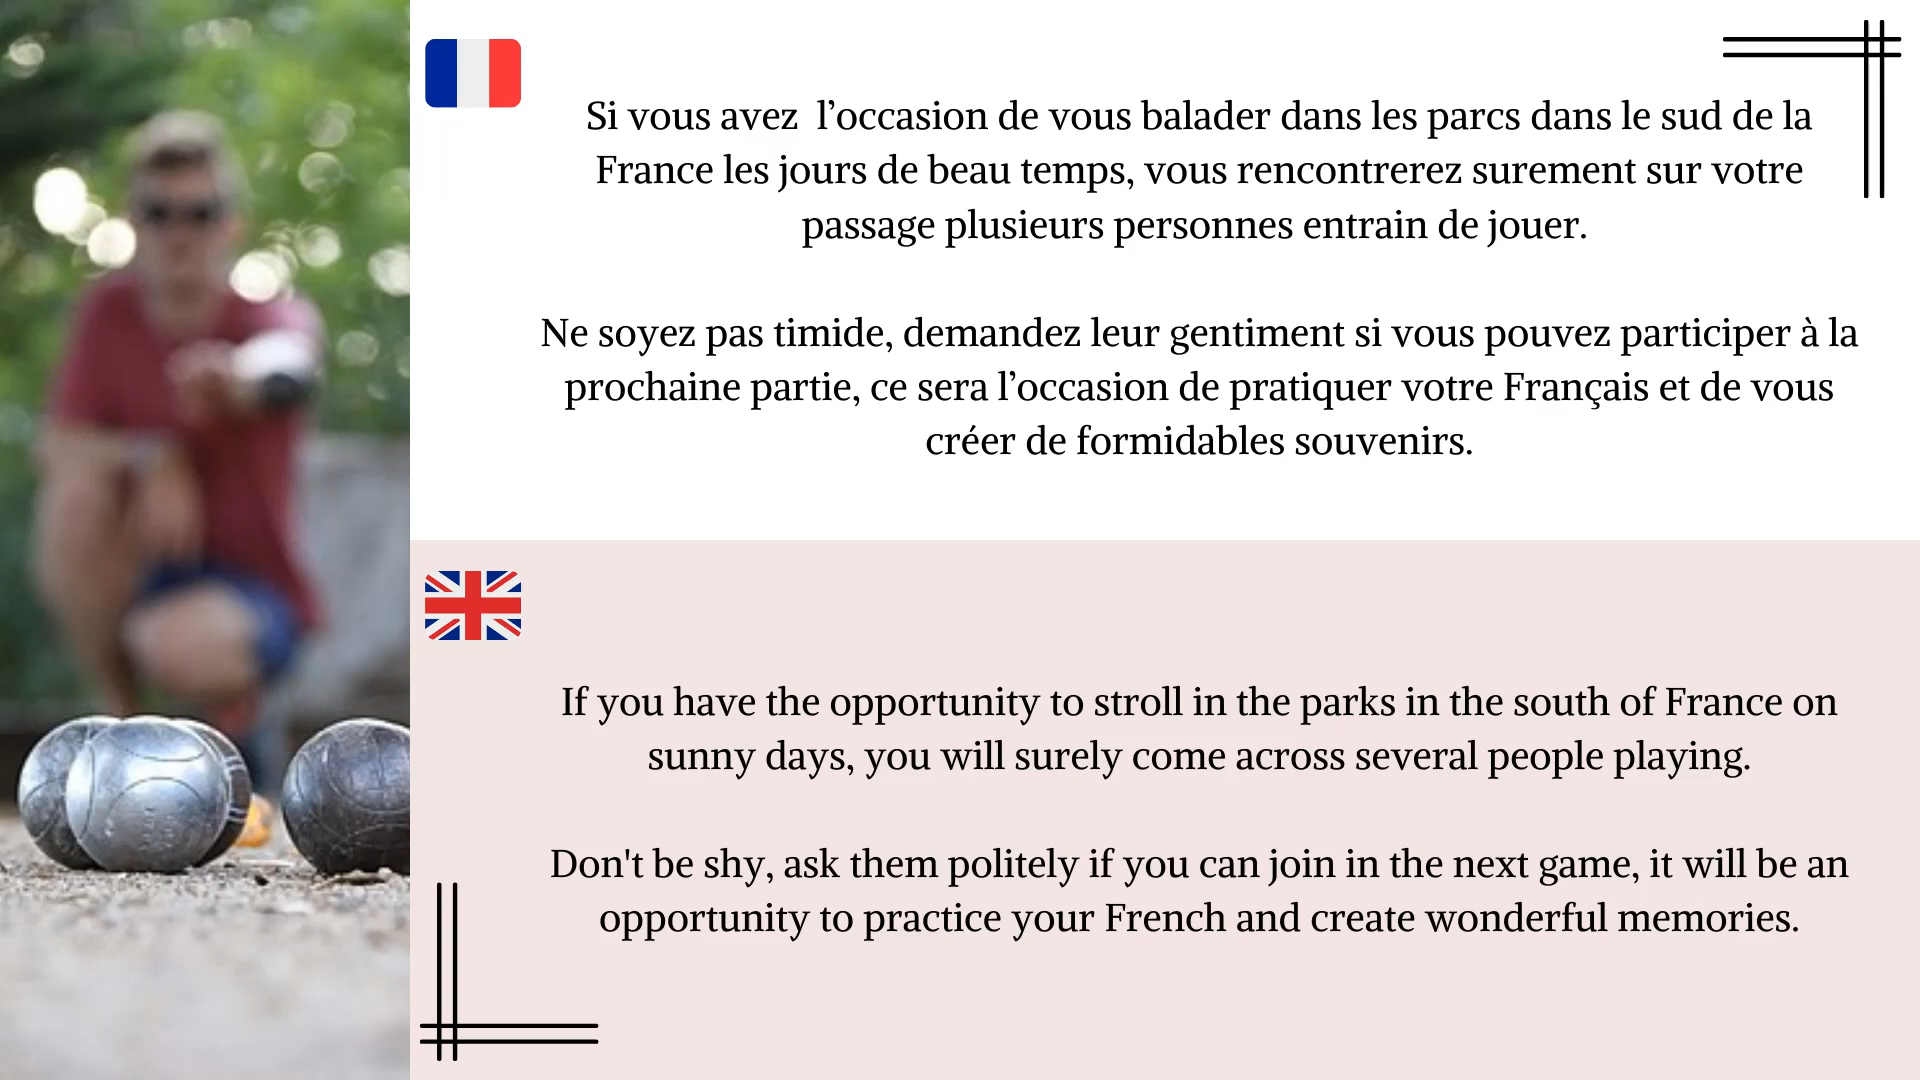 Si vous avez  l’occasion de vous balader dans les parcs dans le sud de la
France les jours de beau temps, vous rencontrerez surement sur votre
passage plusieurs personnes entrain de jouer.
Ne soyez pas timide, demandez leur gentiment si vous pouvez participer à la
prochaine partie, ce sera l’occasion de pratiquer votre Français et de vous
créer de formidables souvenirs.
If you have the opportunity to stroll in the parks in the south of France on
sunny days, you will surely come across several people playing.
Don't be shy, ask them politely if you can join in the next game, it will be an
opportunity to practice your French and create wonderful memories.